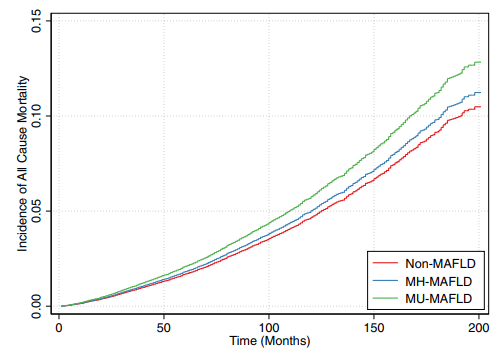 Incidence of All Cause Mortality
0.15
0.10
0.05
0.00
0
50
100
150
200
Time (Months)
Non-MAFLD
MH-MAFLD
MU-MAFLD